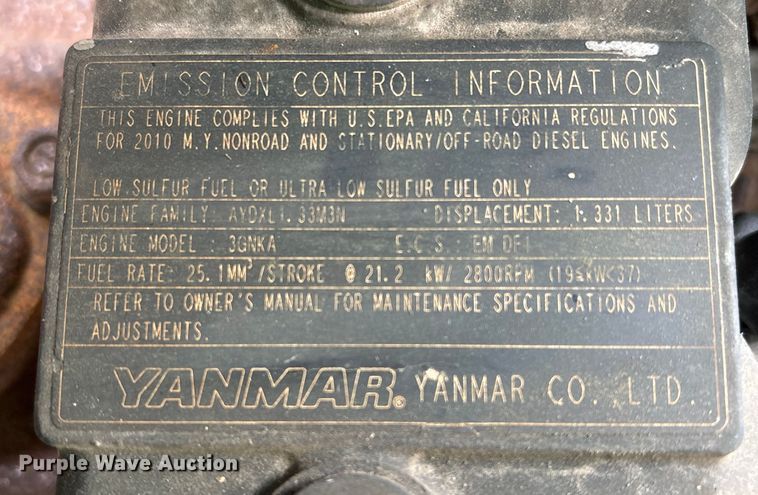 EMISSION CONTROL INFORMATION
THIS ENGINE COMPLIES WITH U.S.EPA AND CALIFORNIA REGULATIONS
FOR 2010 M.Y.NONROAD AND STATIONARY/OFF-ROAD DIESEL ENGINES.
LOW SULFUR FUEL OR ULTRA LOW SULFUR FUEL ONLY
ENGINE FAMILY: AYDXL1.33M3N DISPLACEMENT: 1.331 LITERS
ENGINE MODEL : 3GNKA E.C.S : EM DFI
FUEL RATE: 25.1MM³/STROKE @ 21.2 kW/ 2800RPM (19≤kW<37)
REFER TO OWNER'S MANUAL FOR MAINTENANCE SPECIFICATIONS AND
ADJUSTMENTS.
YANMAR® YANMAR CO.,LTD.
Purple Wave Auction